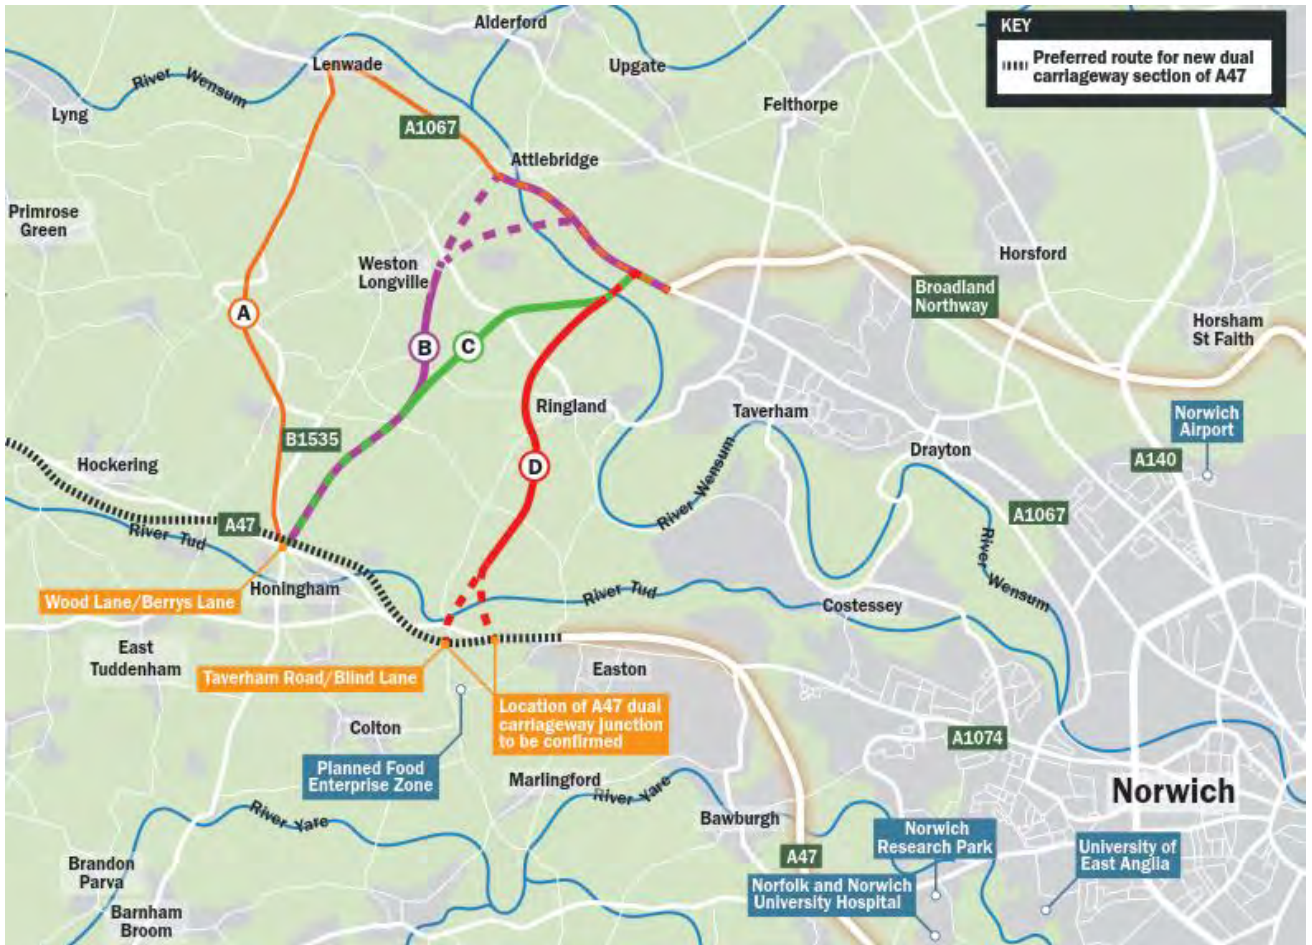 Alderford
KEY
Preferred route for new dual
carriageway section of A47
Lenwade
Upgate
River Wensum
Lyng
Felthorpe
A1067
Attlebridge
Primrose
Green
Horsford
Weston
Longville
Broadland
Northway
A
Horsham
St Faith
B
C
Ringland
Taverham
Norwich
Airport
B1535
Drayton
Hockering
D
A140
River Wensum
A1067
A47
River Tud
River Wensum
Honingham
River Tud
Wood Lane/Berrys Lane
Costessey
East
Tuddenham
Taverham Road/Blind Lane
Easton
Location of A47 dual
carriageway junction
to be confirmed
Colton
A1074
Planned Food
Enterprise Zone
Marlingford
River Yare
Norwich
River Yare
Bawburgh
Norwich
Research Park
University of
East Anglia
A47
Brandon
Parva
Norfolk and Norwich
University Hospital
Barnham
Broom